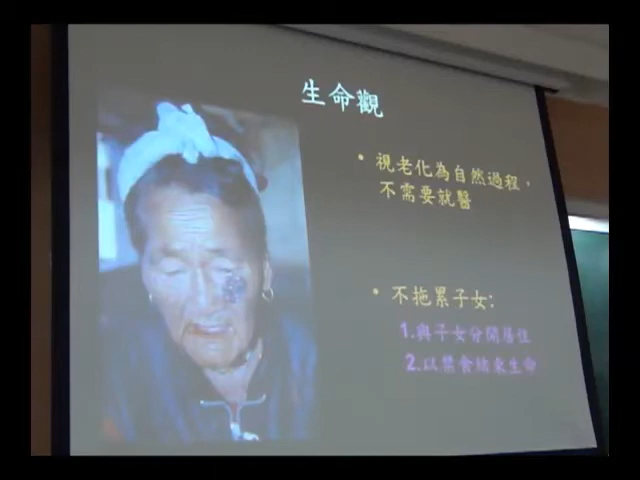 生命觀
• 視老化為自然過程，
不需要就醫
• 不拖累子女:
1.與子女分開居住
2.以禁食結束生命